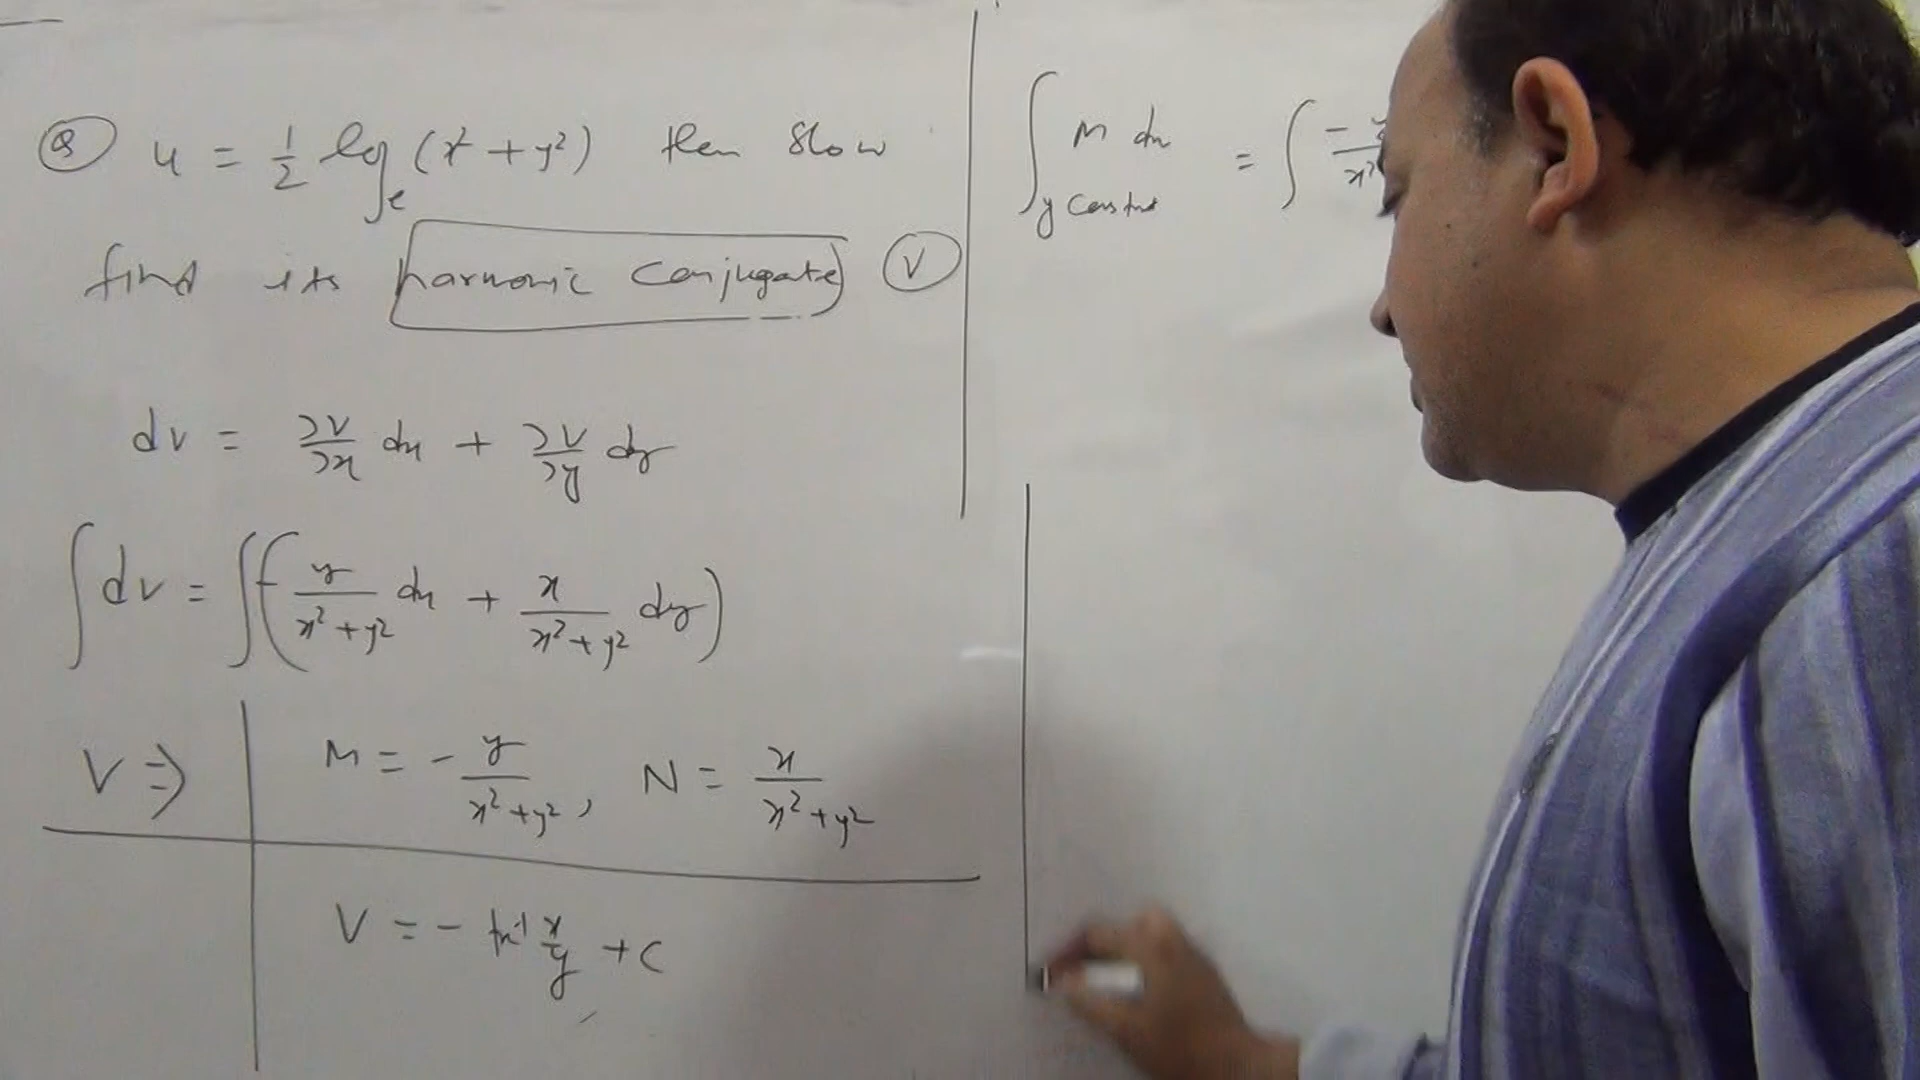 Q u = 1/2 log_e (x² + y²) then show
find its harmonic conjugate V
dv = ∂V/∂x dx + ∂V/∂y dy
∫ dv = ∫ (- y/(x² + y²) dx + x/(x² + y²) dy)
V ⇒ M = - y/(x² + y²), N = x/(x² + y²)
V = - tan⁻¹ x/y + c
∫ M dx = ∫ -
y constant